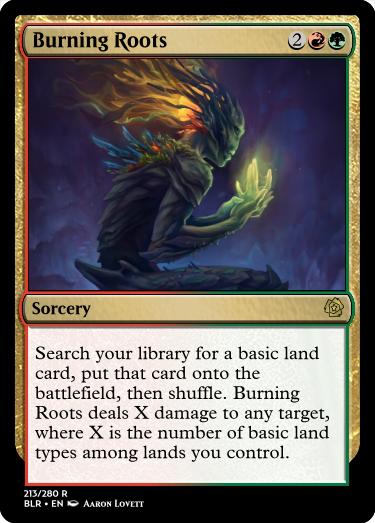 Burning Roots 2
Sorcery
Search your library for a basic land
card, put that card onto the
battlefield, then shuffle. Burning
Roots deals X damage to any target,
where X is the number of basic land
types among lands you control.
213/280 R
BLR • EN Aaron Lovett